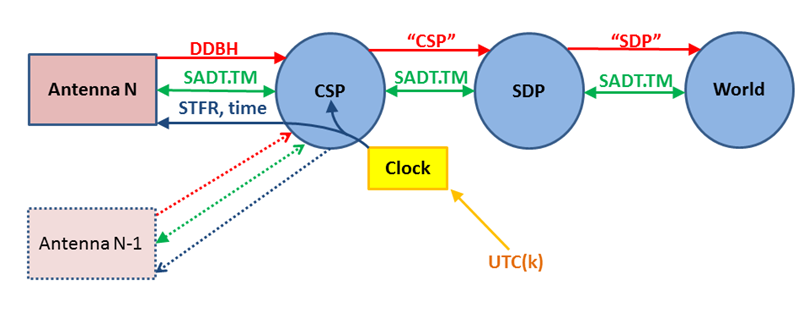 DDBH
“CSP”
“SDP”
Antenna N
SADT.TM
CSP
SADT.TM
SDP
SADT.TM
World
STFR, time
Clock
Antenna N-1
UTC(k)